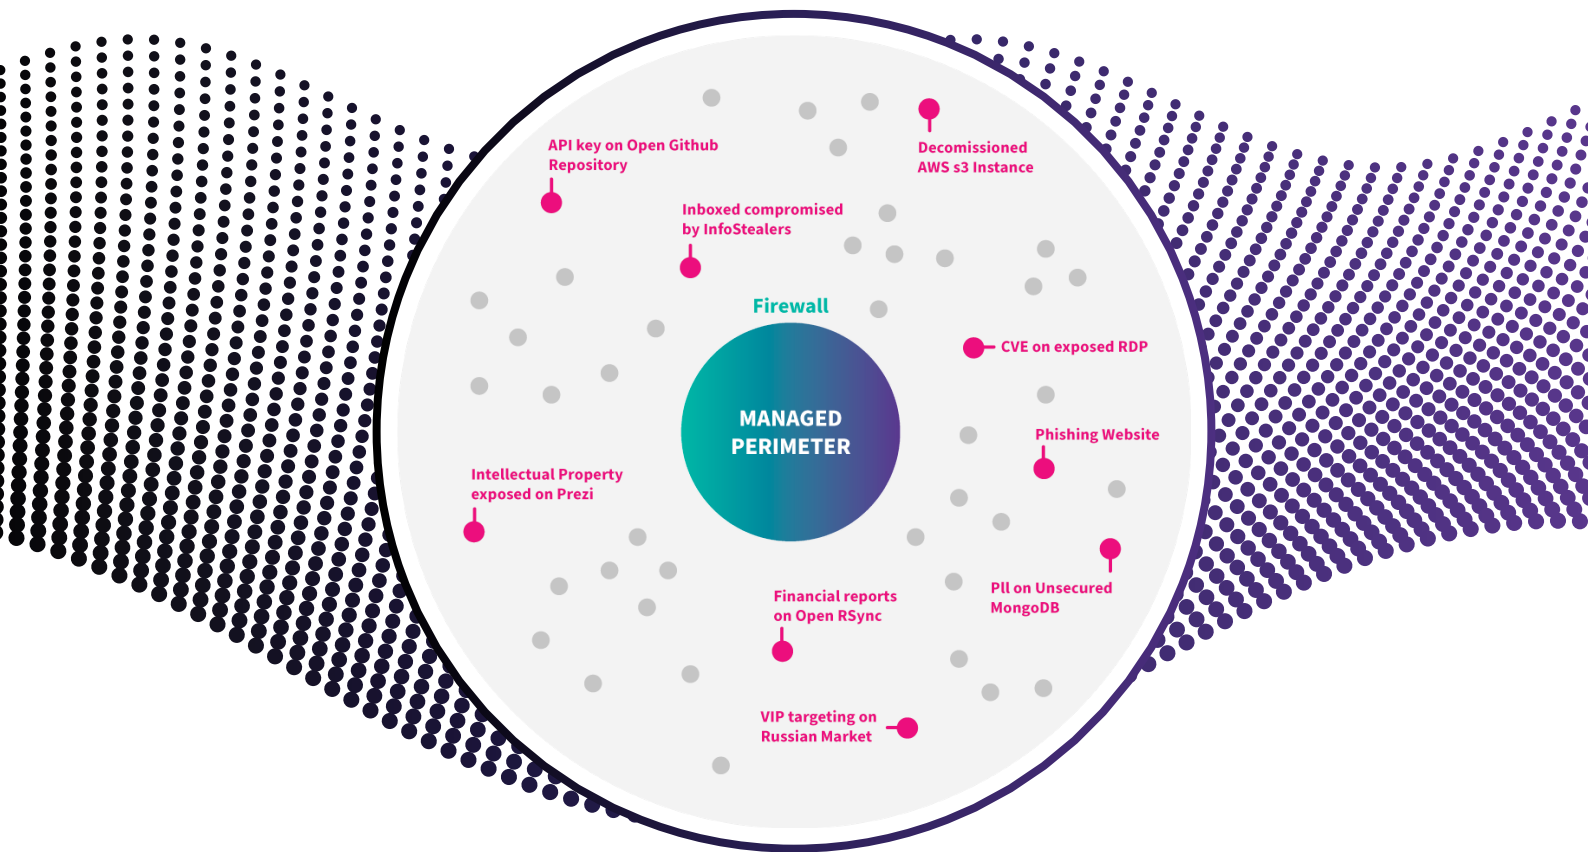 API key on Open Github
Repository
Decomissioned
AWS s3 Instance
Inboxed compromised
by InfoStealers
Firewall
CVE on exposed RDP
MANAGED
PERIMETER
Phishing Website
Intellectual Property
exposed on Prezi
Pll on Unsecured
MongoDB
Financial reports
on Open RSync
VIP targeting on
Russian Market